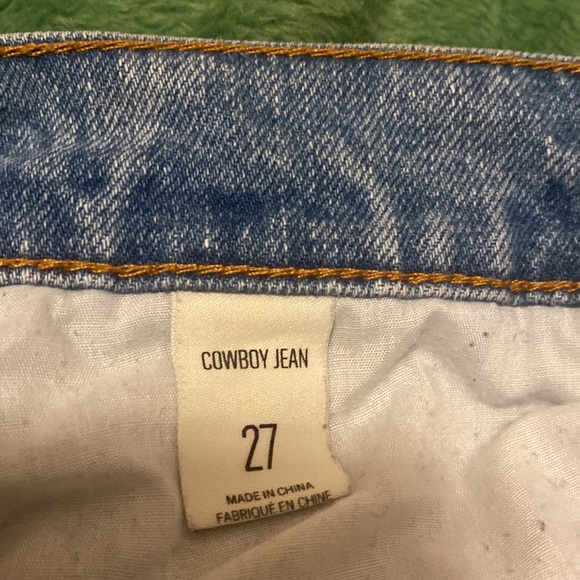 COWBOY JEAN
27
MADE IN CHINA
FABRIQUÉ EN CHINE